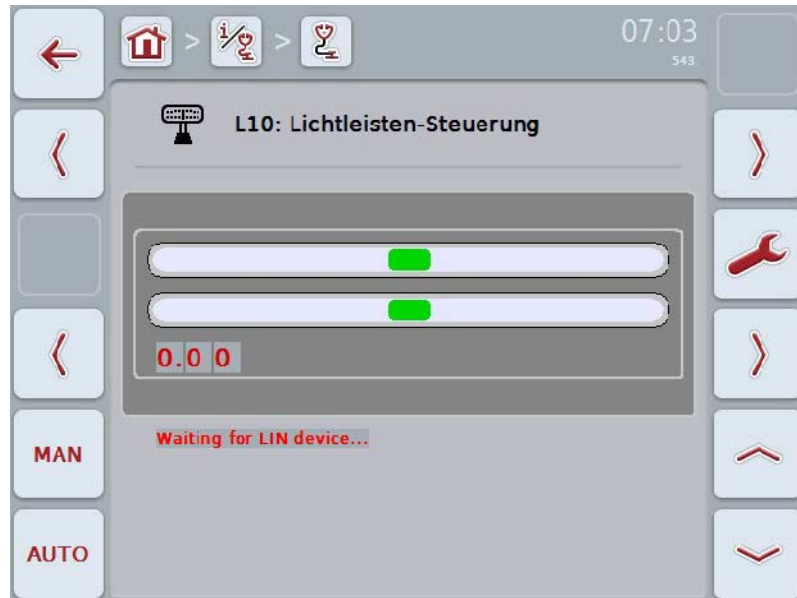 07:03
543.
L10: Lichtleisten-Steuerung
0.0 0
Waiting for LIN device...
MAN
AUTO